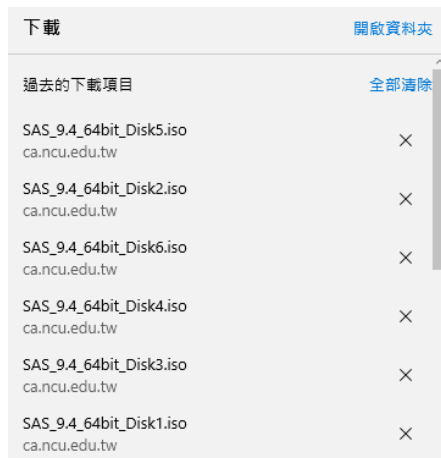 下載 開啟資料夾
過去的下載項目 全部清除
SAS_9.4_64bit_Disk5.iso
ca.ncu.edu.tw
SAS_9.4_64bit_Disk2.iso
ca.ncu.edu.tw
SAS_9.4_64bit_Disk6.iso
ca.ncu.edu.tw
SAS_9.4_64bit_Disk4.iso
ca.ncu.edu.tw
SAS_9.4_64bit_Disk3.iso
ca.ncu.edu.tw
SAS_9.4_64bit_Disk1.iso
ca.ncu.edu.tw